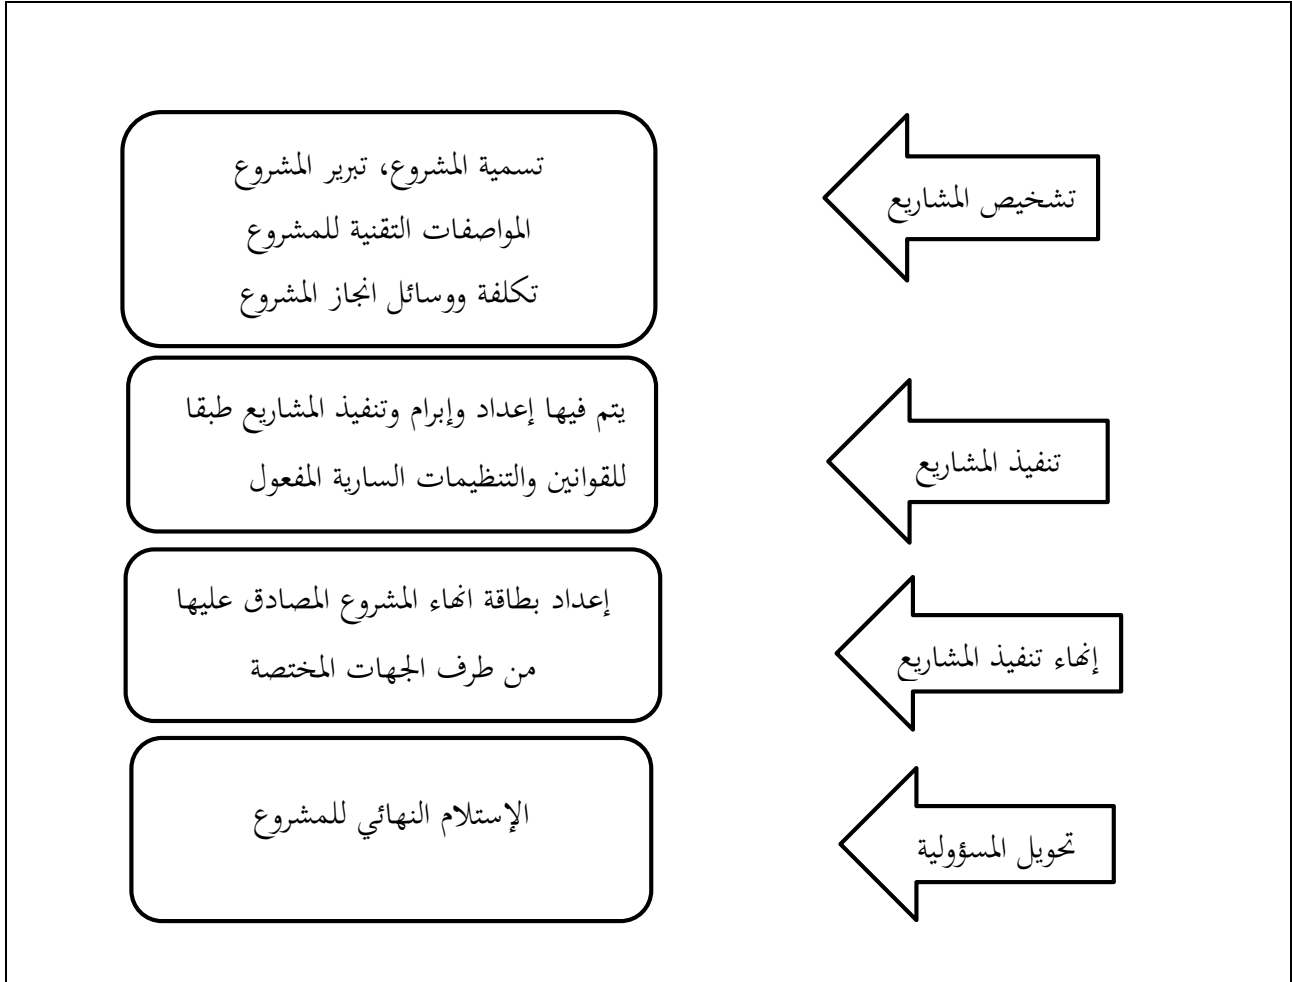 تشخيص المشاريع
تسمية المشروع، تبرير المشروع
المواصفات التقنية للمشروع
تكلفة ووسائل انجاز المشروع
تنفيذ المشاريع
يتم فيها إعداد وإبرام وتنفيذ المشاريع طبقا
للقوانين والتنظيمات السارية المفعول
إنهاء تنفيذ المشاريع
إعداد بطاقة انهاء المشروع المصادق عليها
من طرف الجهات المختصة
تحويل المسؤولية
الإستلام النهائي للمشروع